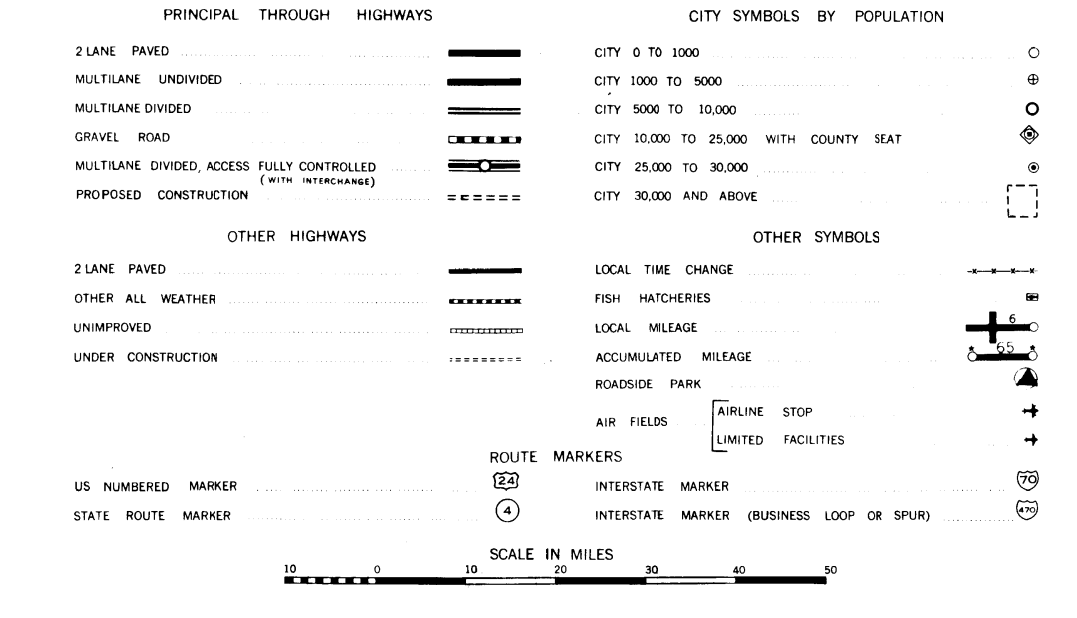 PRINCIPAL THROUGH HIGHWAYS
2 LANE PAVED
MULTILANE UNDIVIDED
MULTILANE DIVIDED
GRAVEL ROAD
MULTILANE DIVIDED, ACCESS FULLY CONTROLLED
(WITH INTERCHANGE)
PROPOSED CONSTRUCTION
OTHER HIGHWAYS
2 LANE PAVED
OTHER ALL WEATHER
UNIMPROVED
UNDER CONSTRUCTION
CITY SYMBOLS BY POPULATION
CITY 0 TO 1000
CITY 1000 TO 5000
CITY 5000 TO 10,000
CITY 10,000 TO 25,000 WITH COUNTY SEAT
CITY 25,000 TO 30,000
CITY 30,000 AND ABOVE
OTHER SYMBOLS
LOCAL TIME CHANGE
FISH HATCHERIES
LOCAL MILEAGE 6
ACCUMULATED MILEAGE 65
ROADSIDE PARK
AIR FIELDS
AIRLINE STOP
LIMITED FACILITIES
ROUTE MARKERS
US NUMBERED MARKER 24
STATE ROUTE MARKER 4
INTERSTATE MARKER 70
INTERSTATE MARKER (BUSINESS LOOP OR SPUR) 470
SCALE IN MILES
10 0 10 20 30 40 50